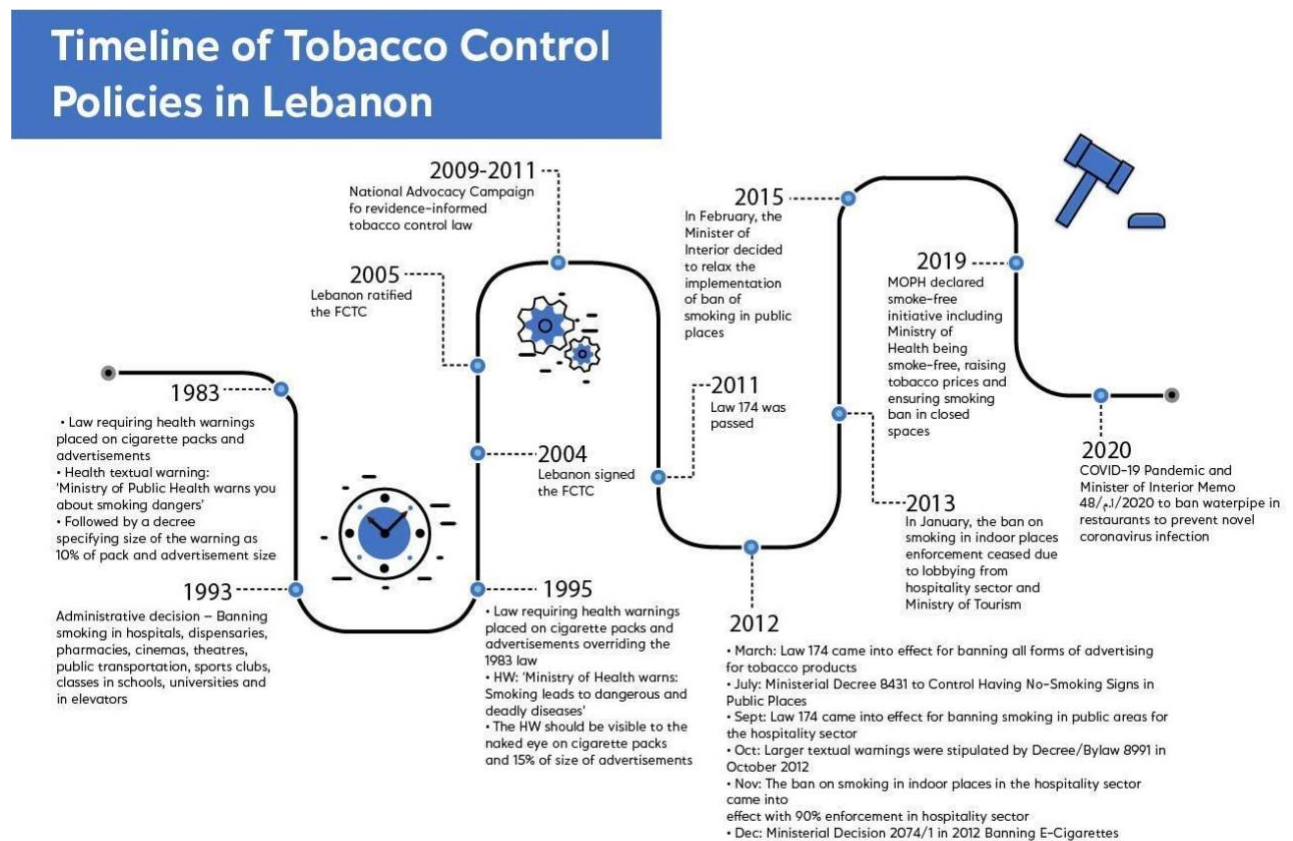 Timeline of Tobacco Control
Policies in Lebanon
1983
• Law requiring health warnings
placed on cigarette packs and
advertisements
• Health textual warning:
'Ministry of Public Health warns you
about smoking dangers'
• Followed by a decree
specifying size of the warning as
10% of pack and advertisement size
1993
Administrative decision – Banning
smoking in hospitals, dispensaries,
pharmacies, cinemas, theatres,
public transportation, sports clubs,
classes in schools, universities and
in elevators
1995
• Law requiring health warnings
placed on cigarette packs and
advertisements overriding the
1983 law
• HW: 'Ministry of Health warns:
Smoking leads to dangerous and
deadly diseases'
• The HW should be visible to the
naked eye on cigarette packs
and 15% of size of advertisements
2004
Lebanon signed
the FCTC
2005
Lebanon ratified
the FCTC
2009-2011
National Advocacy Campaign
fo revidence-informed
tobacco control law
2011
Law 174 was
passed
2012
• March: Law 174 came into effect for banning all forms of advertising
for tobacco products
• July: Ministerial Decree 8431 to Control Having No-Smoking Signs in
Public Places
• Sept: Law 174 came into effect for banning smoking in public areas for
the hospitality sector
• Oct: Larger textual warnings were stipulated by Decree/Bylaw 8991 in
October 2012
• Nov: The ban on smoking in indoor places in the hospitality sector
came into
effect with 90% enforcement in hospitality sector
• Dec: Ministerial Decision 2074/1 in 2012 Banning E-Cigarettes
2013
In January, the ban on
smoking in indoor places
enforcement ceased due
to lobbying from
hospitality sector and
Ministry of Tourism
2015
In February, the
Minister of
Interior decided
to relax the
implementation
of ban of
smoking in public
places
2019
MOPH declared
smoke-free
initiative including
Ministry of
Health being
smoke-free, raising
tobacco prices and
ensuring smoking
ban in closed
spaces
2020
COVID-19 Pandemic and
Minister of Interior Memo
48/ا.م/2020 to ban waterpipe in
restaurants to prevent novel
coronavirus infection